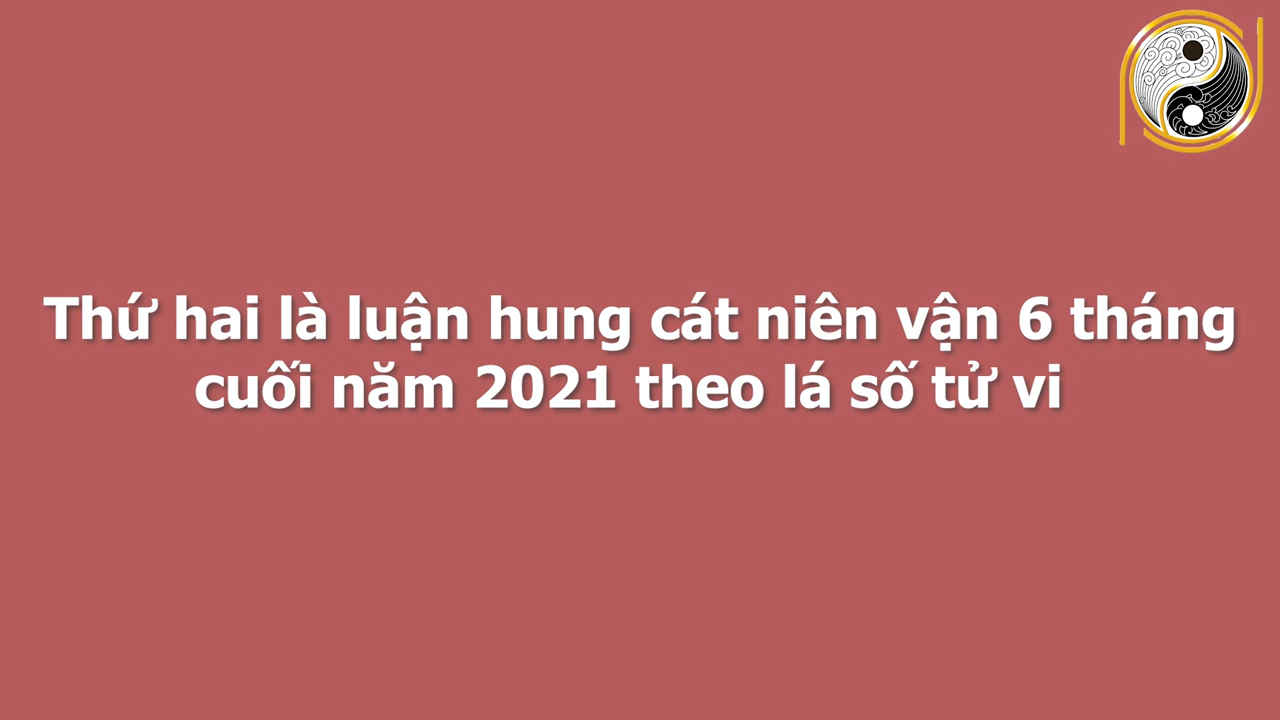 Thứ hai là luận hung cát niên vận 6 tháng
cuối năm 2021 theo lá số tử vi